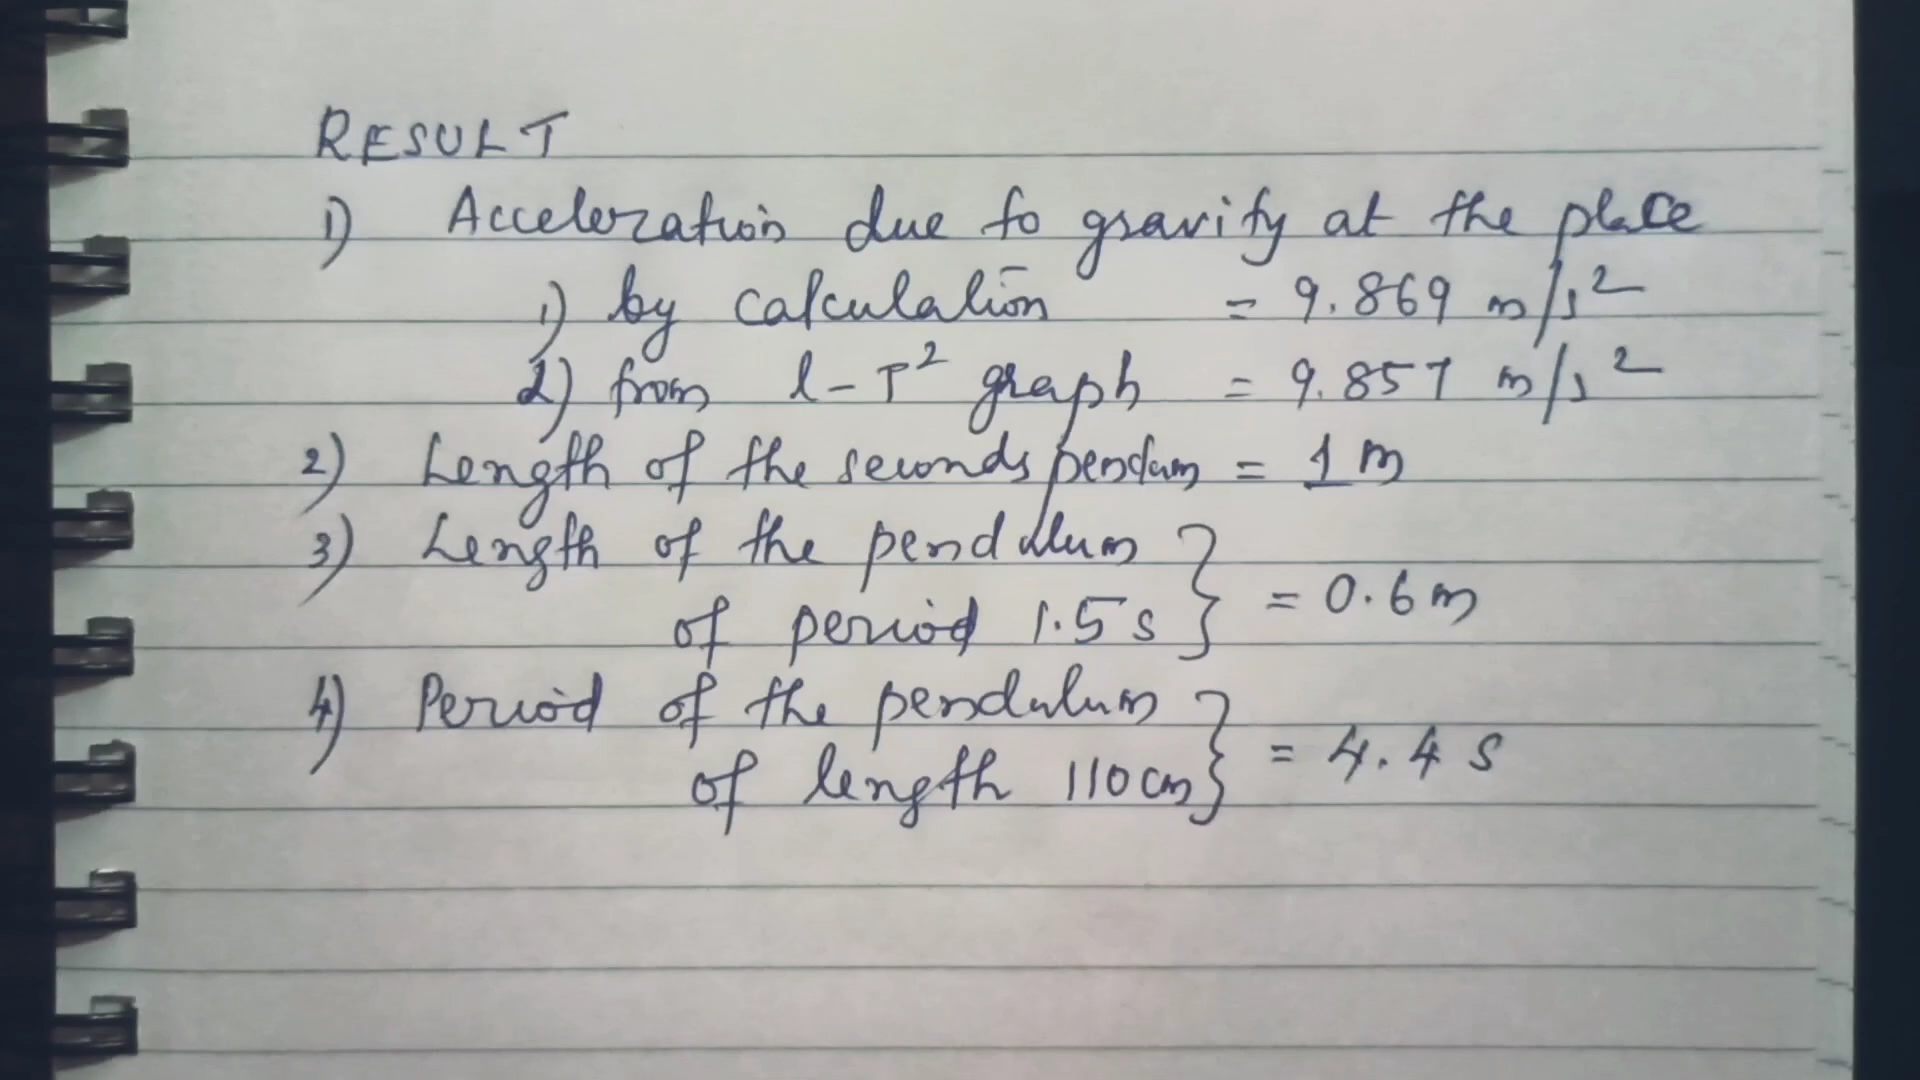 RESULT
1) Acceleration due to gravity at the place
1) by calculation = 9.869 m/s²
2) from l-T² graph = 9.857 m/s²
2) Length of the seconds pendum = 1 m
3) Length of the pendulum
of period 1.5 s } = 0.6 m
4) Period of the pendulum
of length 110 cm } = 4.4 s